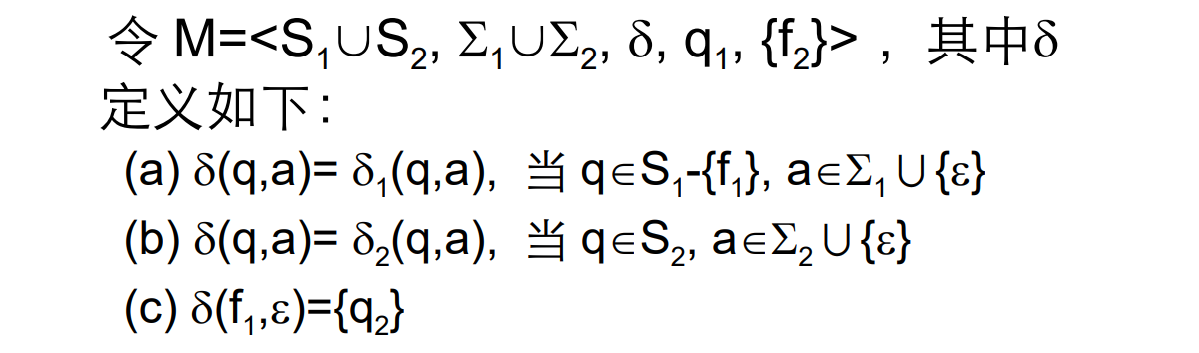 令 M=<S₁∪S₂, Σ₁∪Σ₂, δ, q₁, {f₂}> ，其中δ
定义如下：
(a) δ(q,a)= δ₁(q,a), 当 q∈S₁-{f₁}, a∈Σ₁∪{ε}
(b) δ(q,a)= δ₂(q,a), 当 q∈S₂, a∈Σ₂∪{ε}
(c) δ(f₁,ε)={q₂}